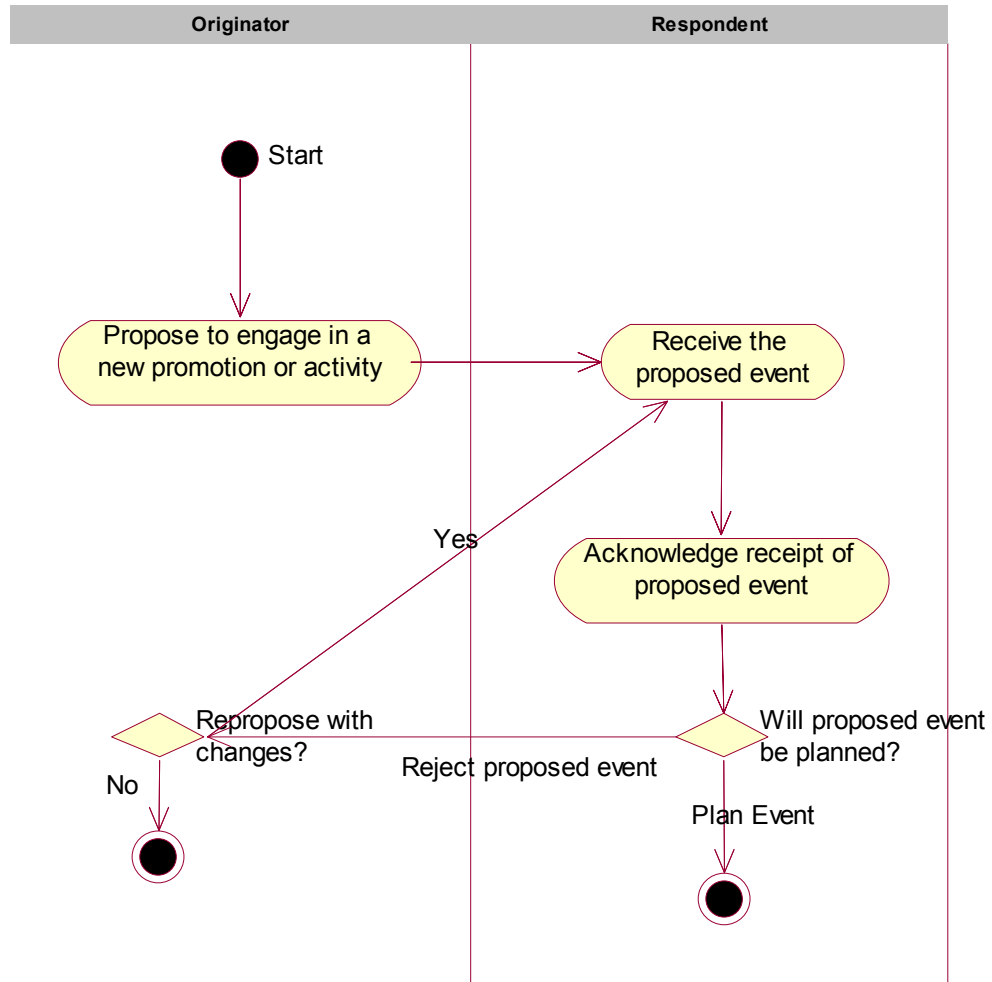 Originator
Respondent
Start
Propose to engage in a
new promotion or activity
Receive the
proposed event
Yes
Acknowledge receipt of
proposed event
Repropose with
changes?
Will proposed event
be planned?
Reject proposed event
No
Plan Event